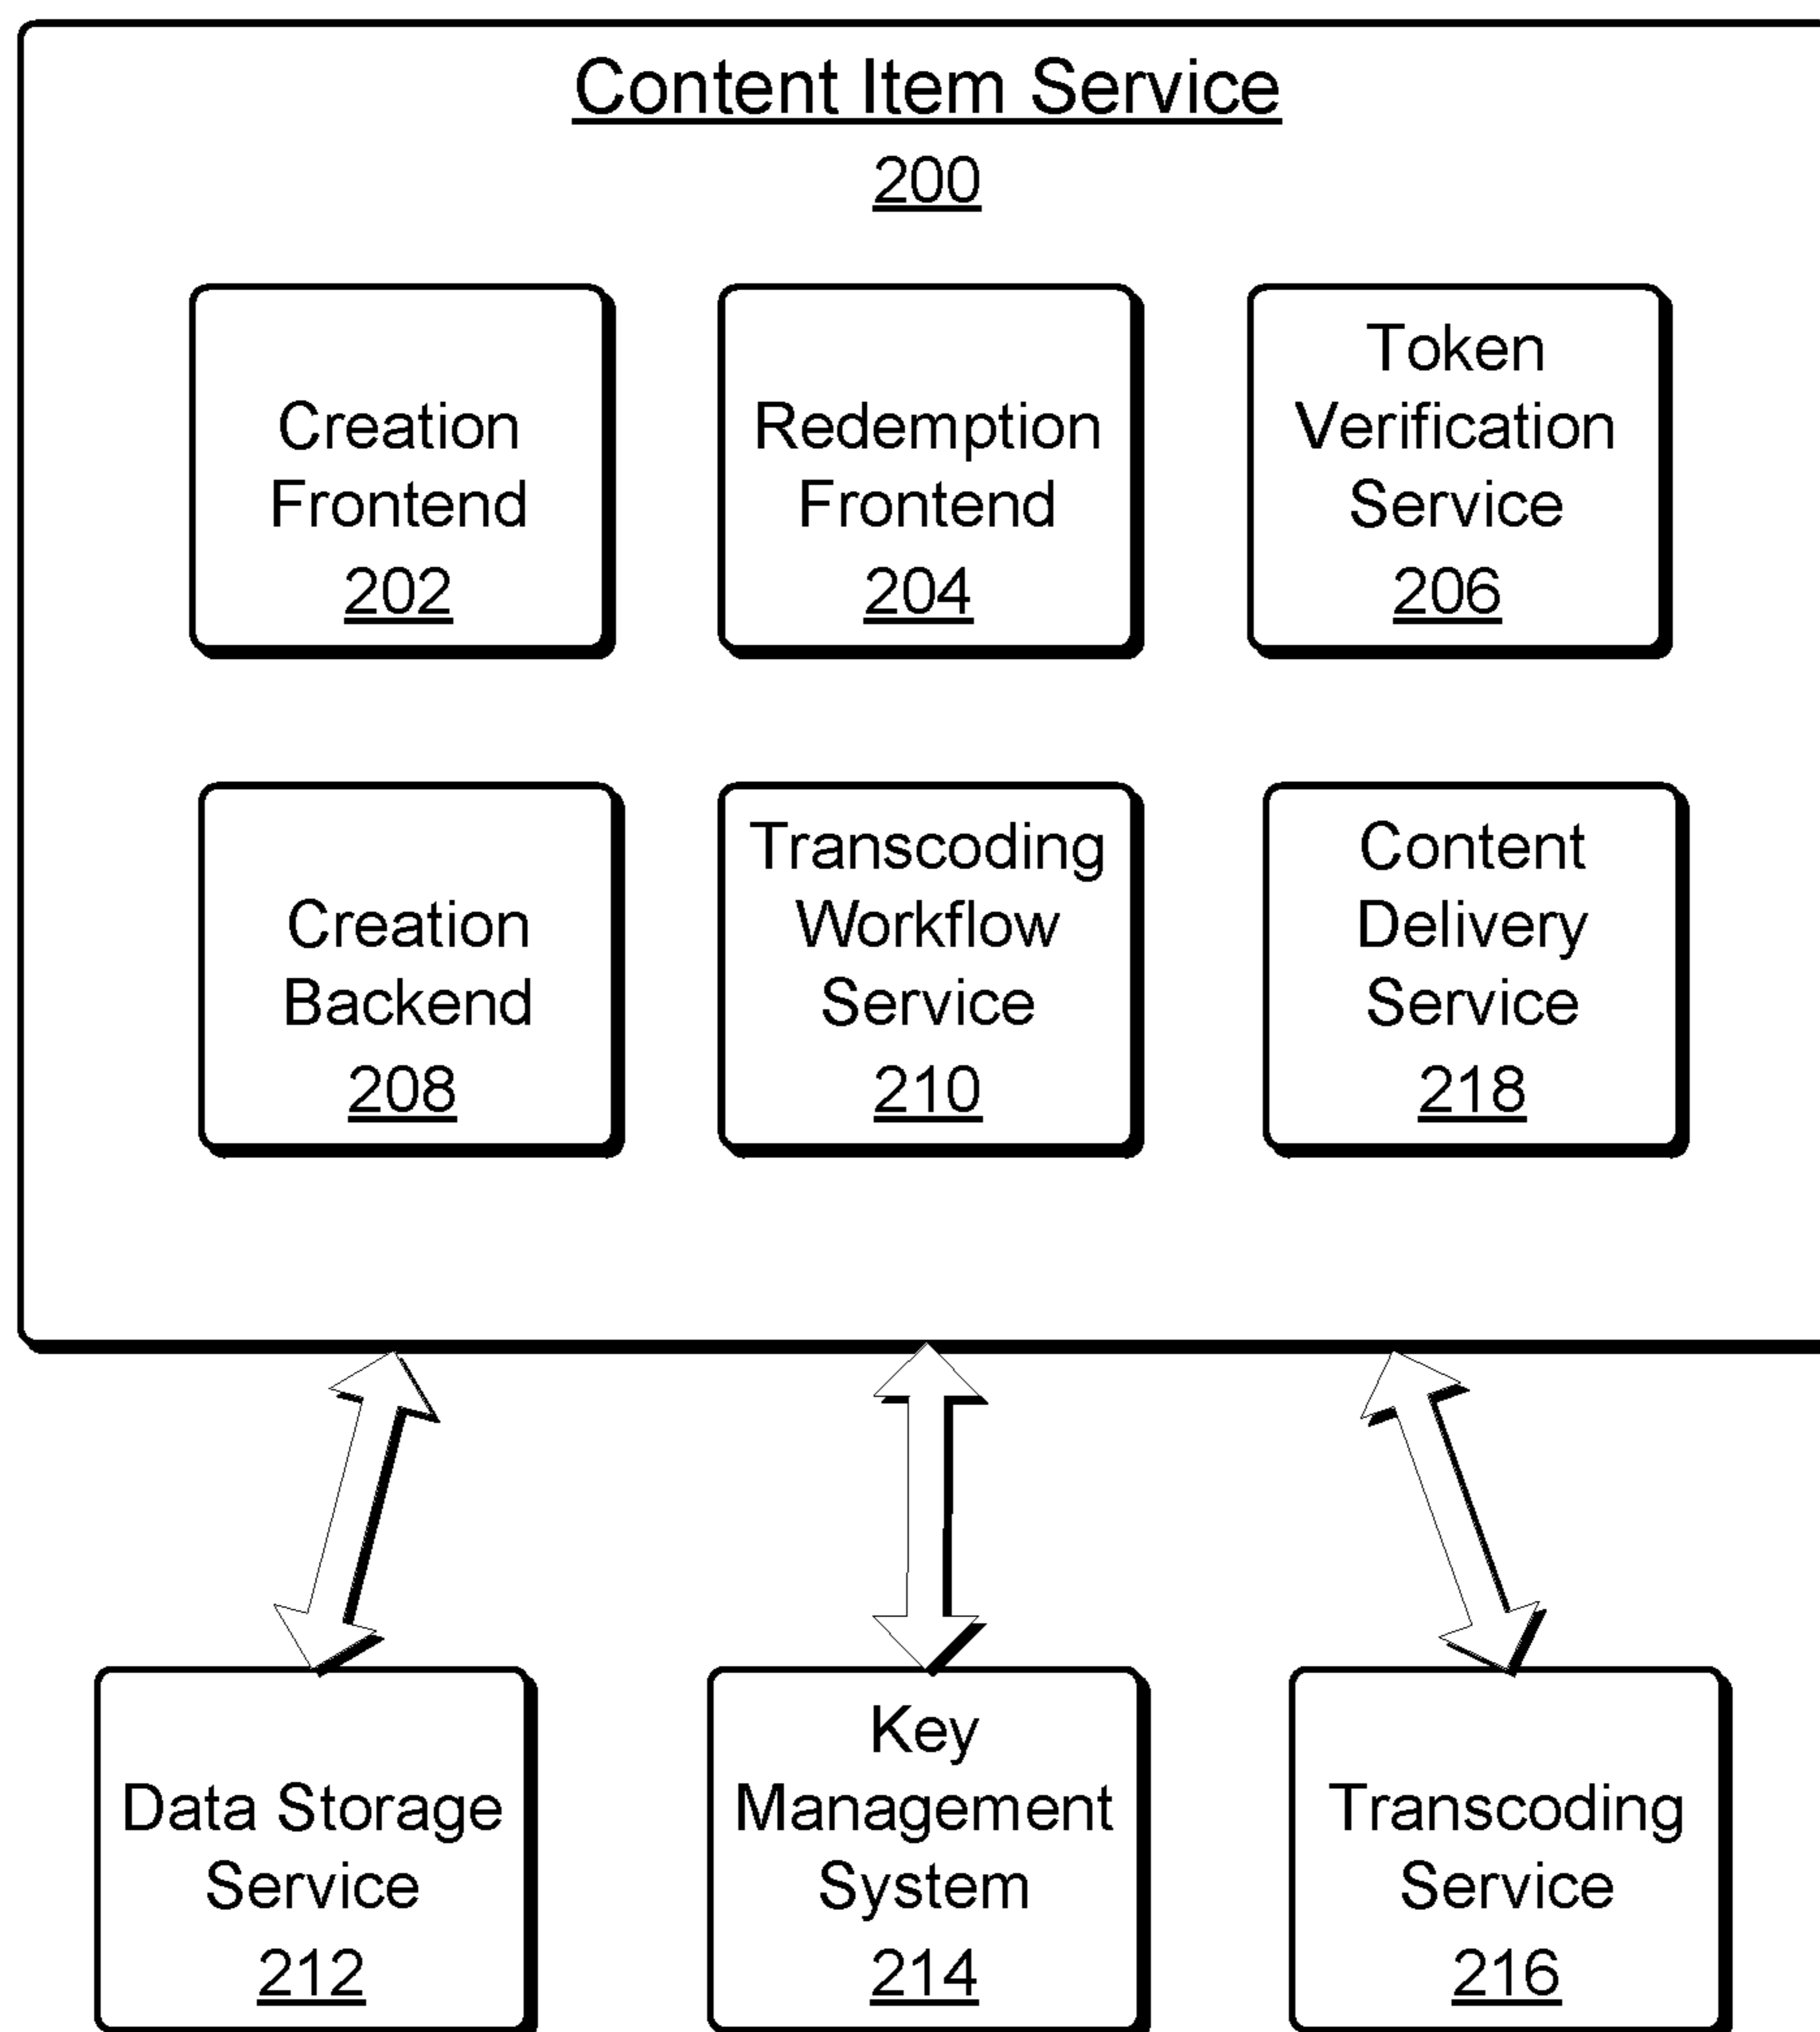 Content Item Service
200
Creation
Frontend
202
Redemption
Frontend
204
Token
Verification
Service
206
Creation
Backend
208
Transcoding
Workflow
Service
210
Content
Delivery
Service
218
Data Storage
Service
212
Key
Management
System
214
Transcoding
Service
216